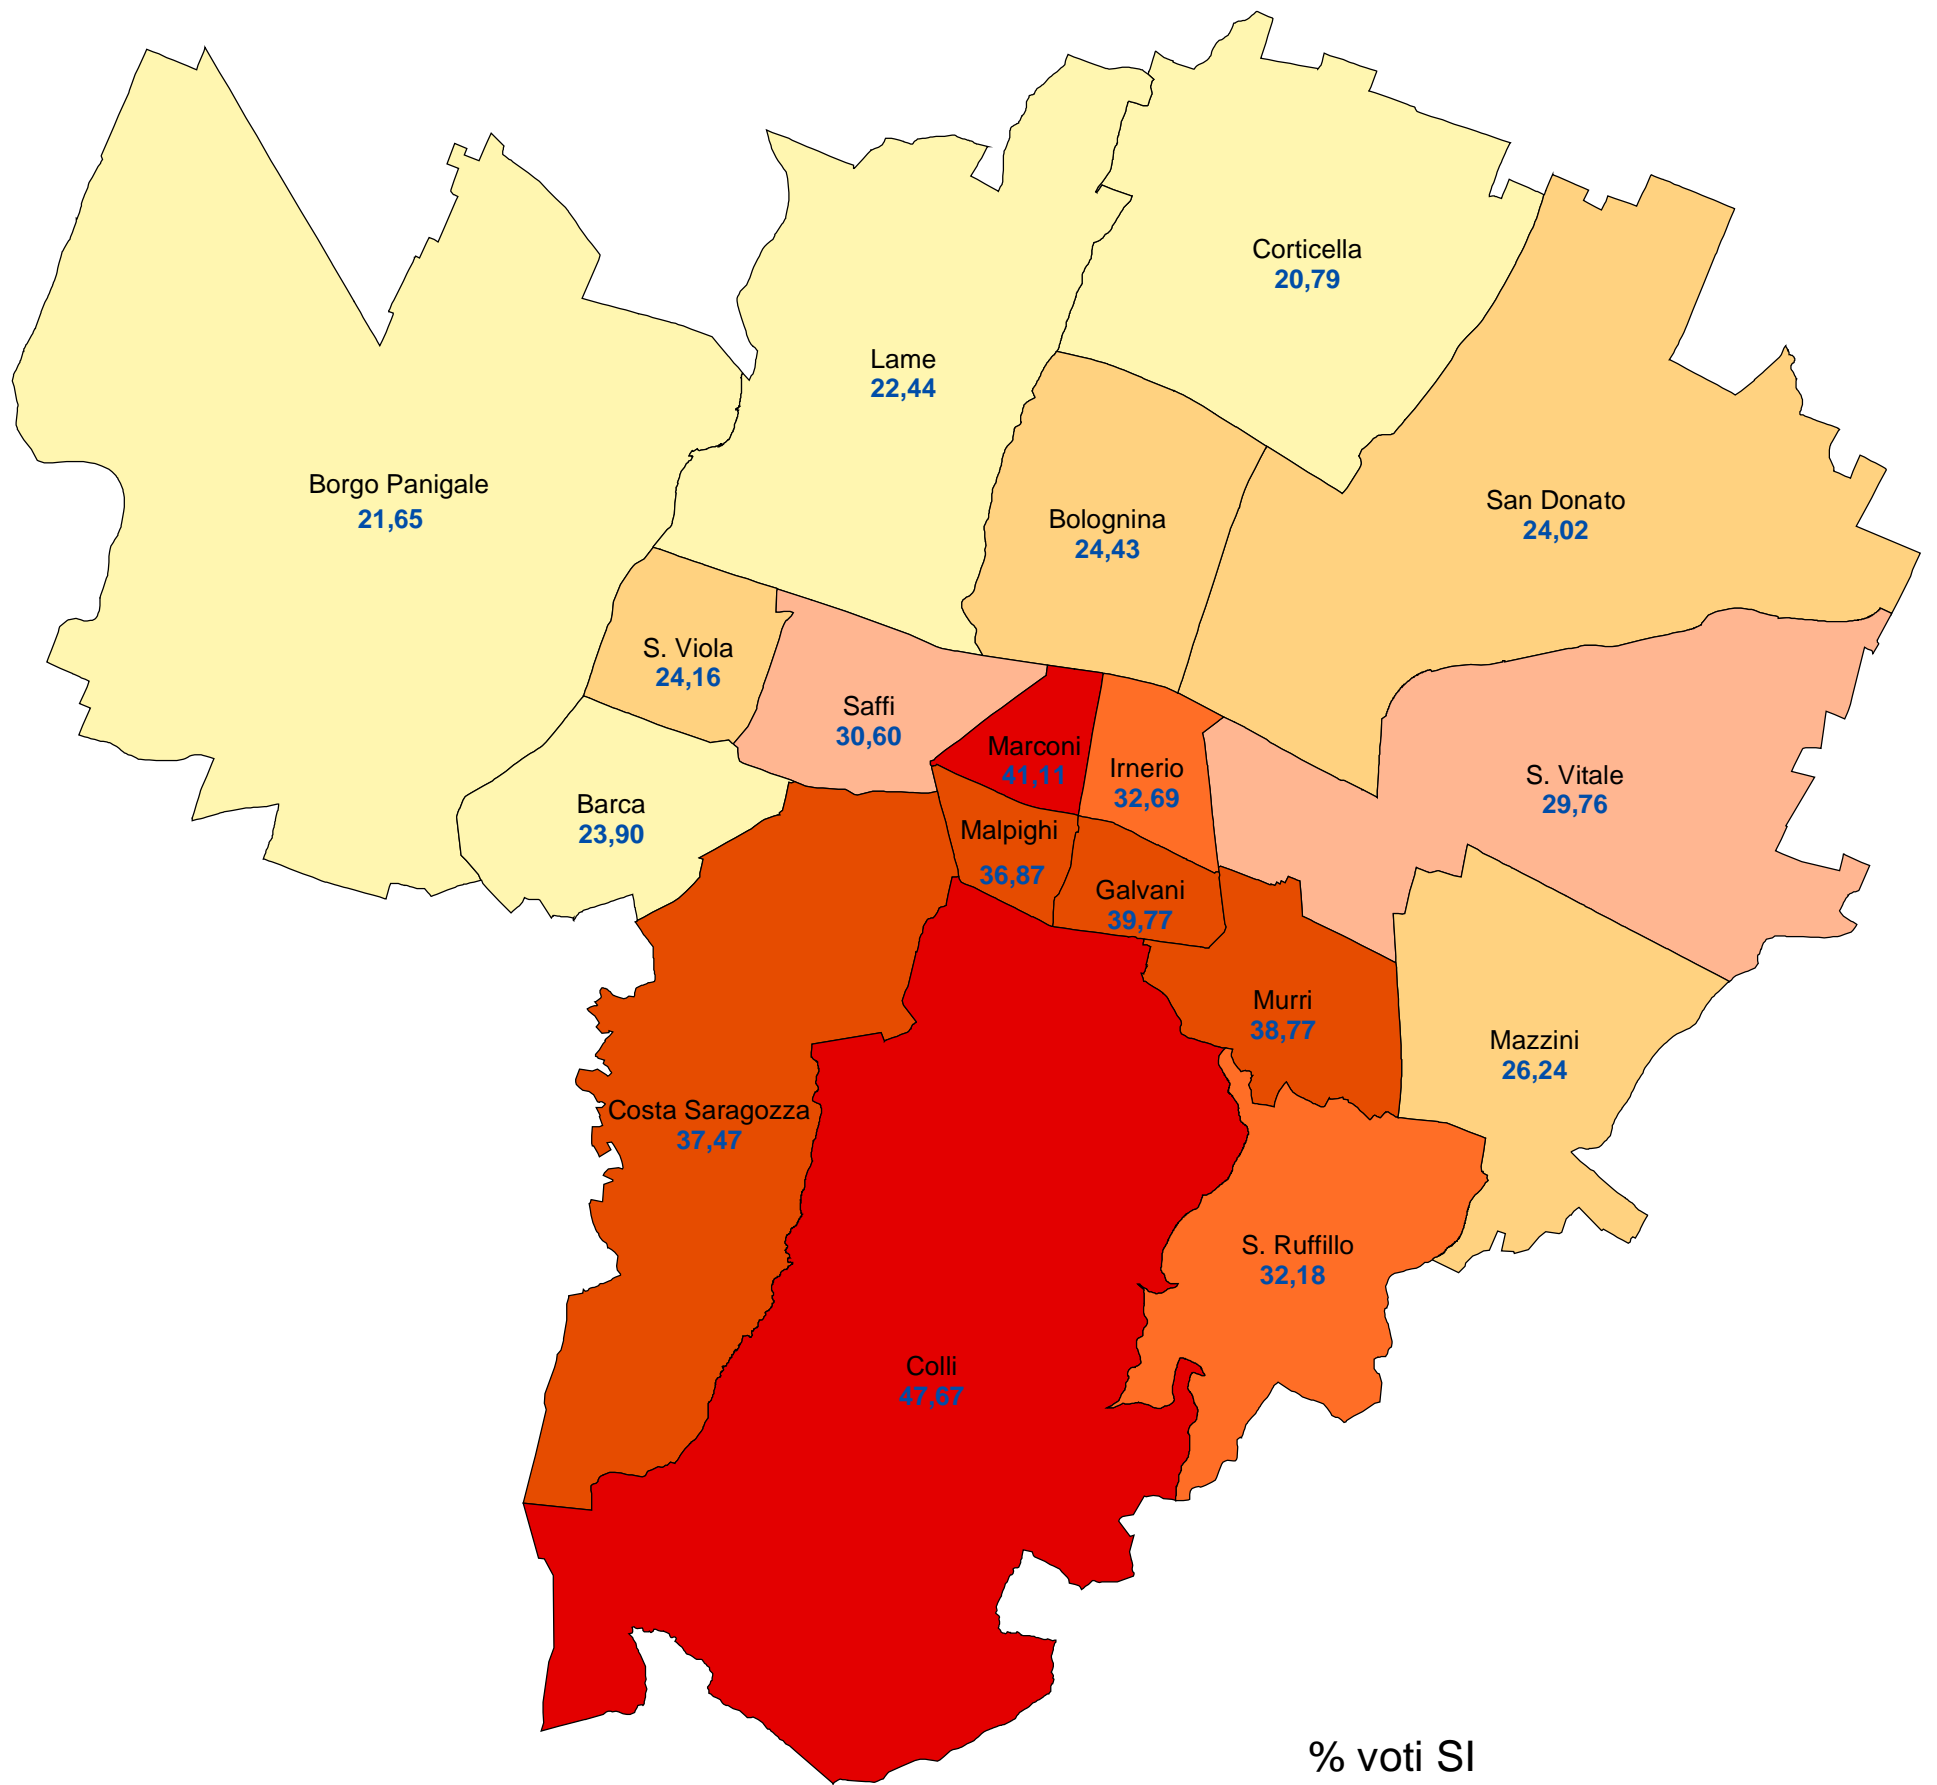 Corticella
20,79
Lame
22,44
Borgo Panigale
21,65
San Donato
24,02
Bolognina
24,43
S. Viola
24,16
Saffi
30,60
Marconi
41,11
Irnerio
32,69
S. Vitale
29,76
Barca
23,90
Malpighi
36,87
Galvani
39,77
Murri
38,77
Mazzini
26,24
Costa Saragozza
37,47
S. Ruffillo
32,18
Colli
47,67
% voti SI